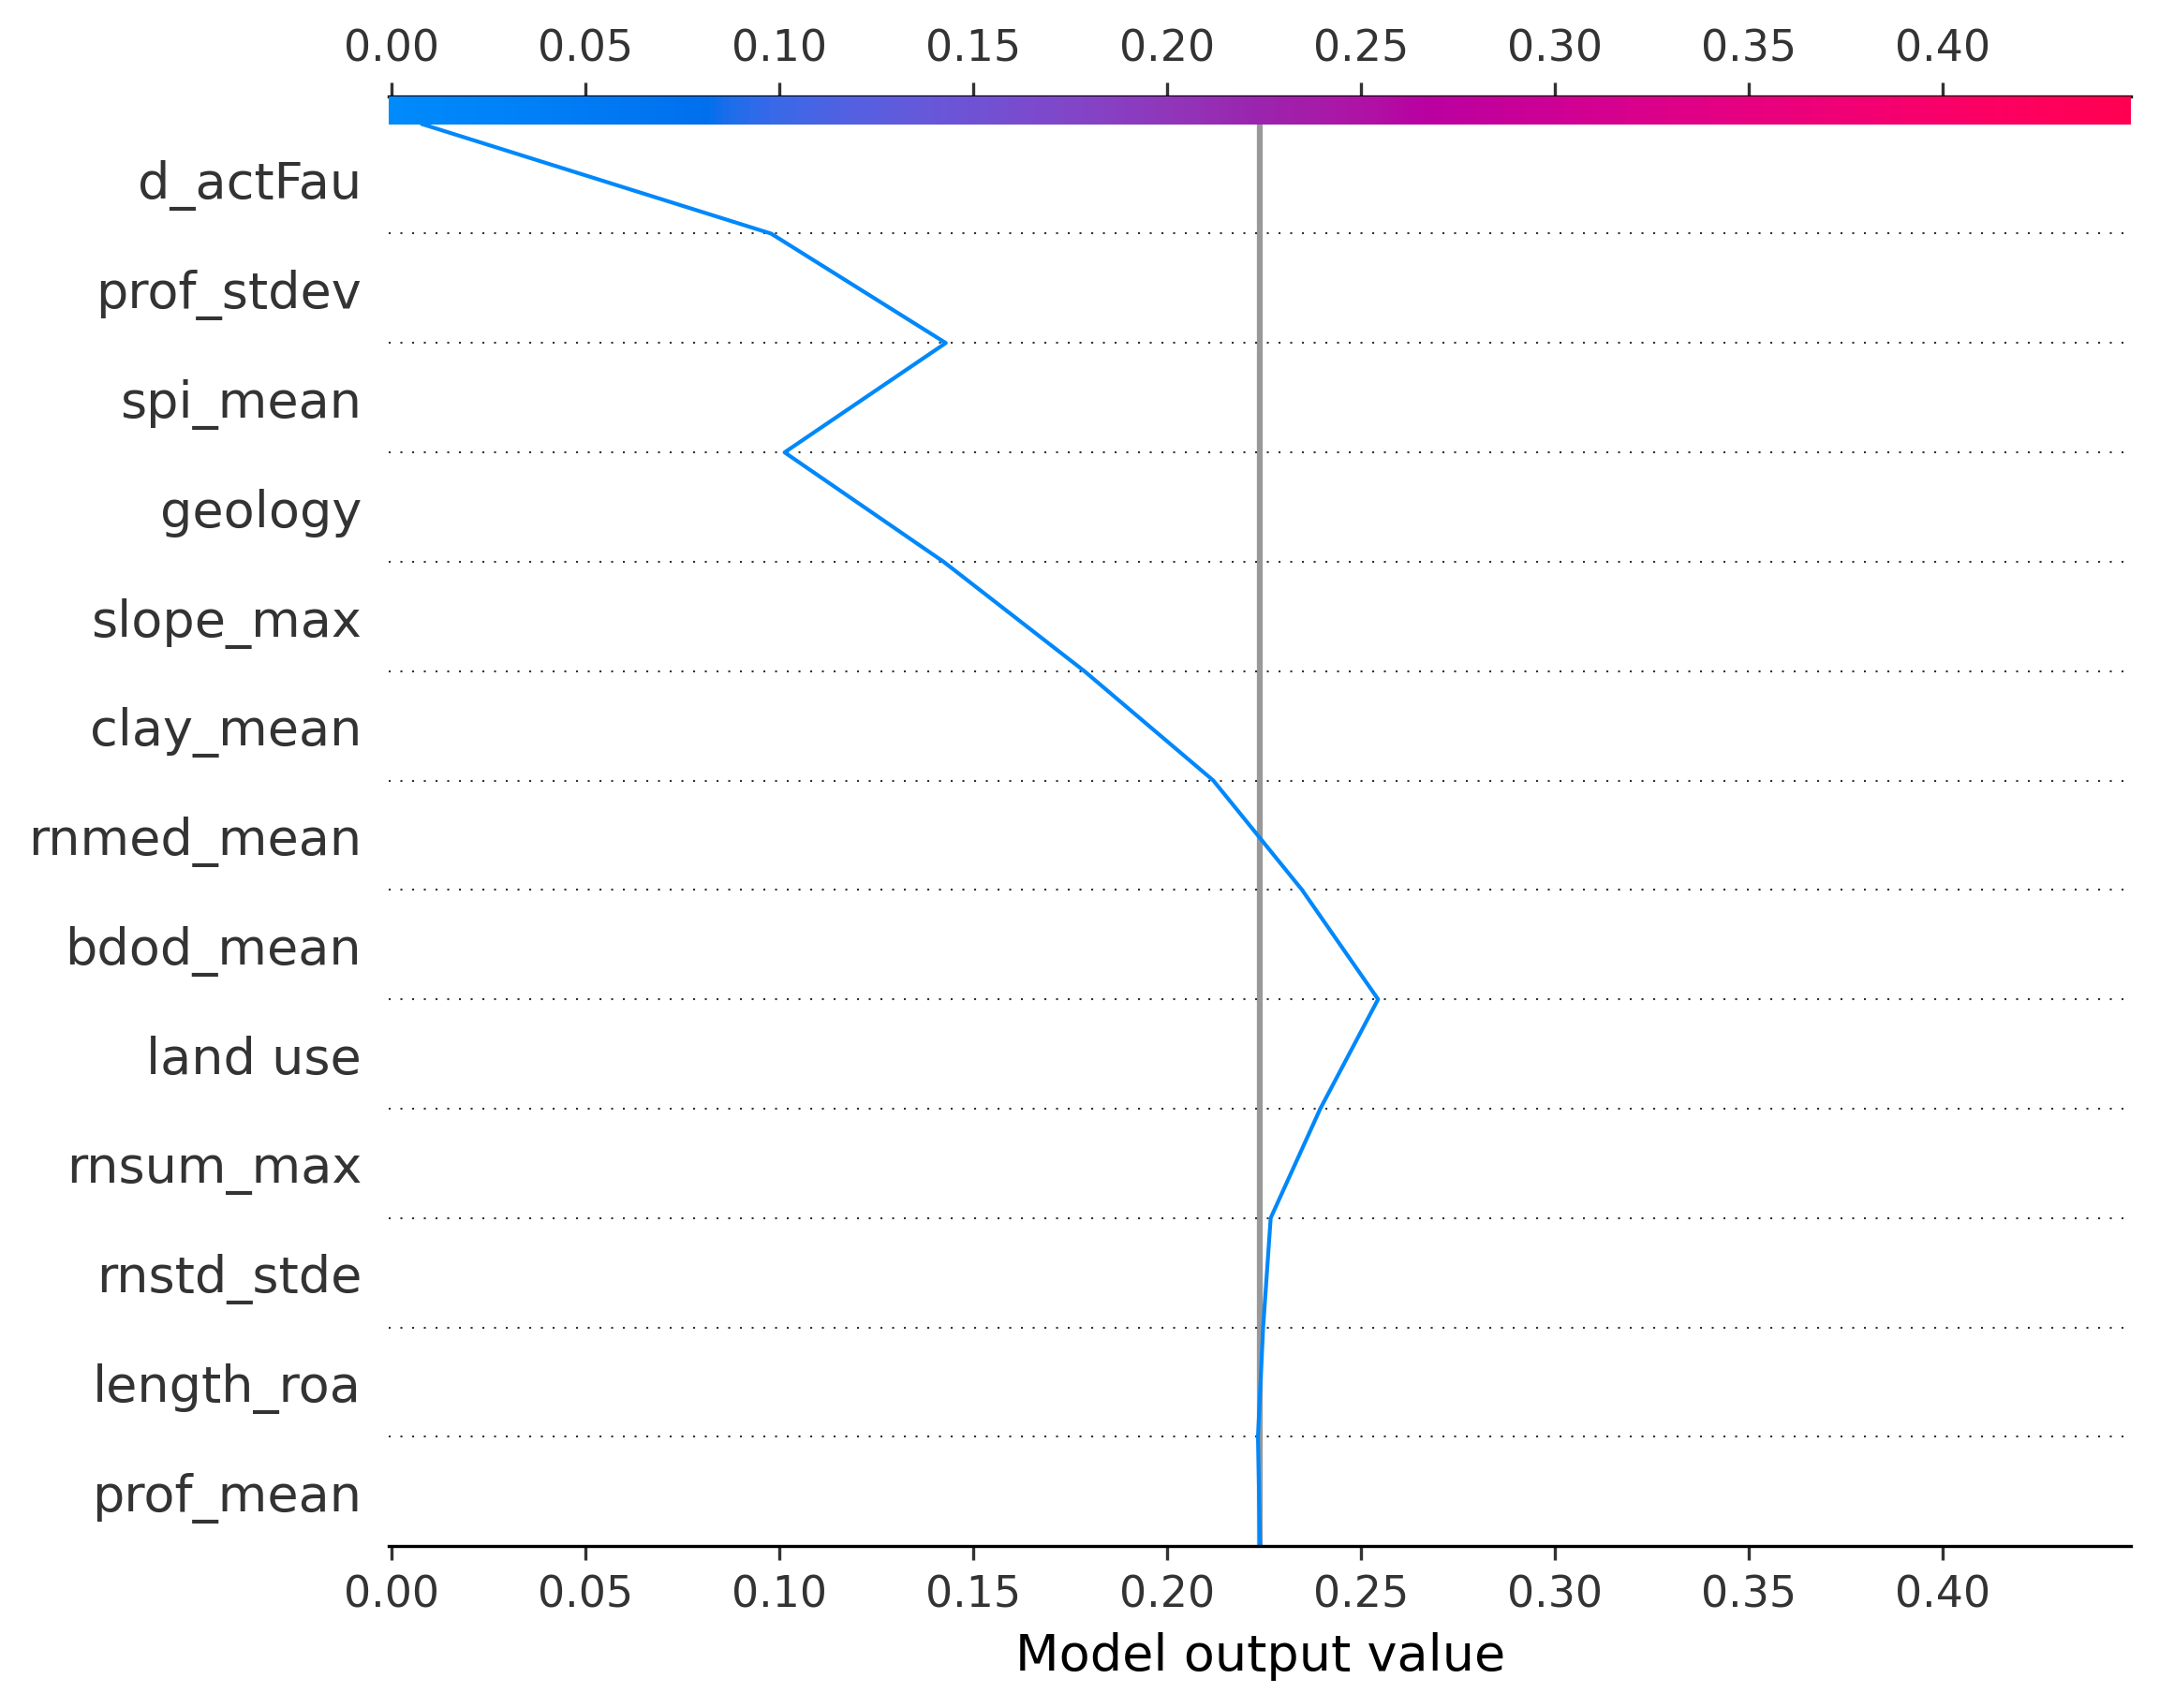 0.00 0.05 0.10 0.15 0.20 0.25 0.30 0.35 0.40
d_actFau
prof_stdev
spi_mean
geology
slope_max
clay_mean
rnmed_mean
bdod_mean
land use
rnsum_max
rnstd_stde
length_roa
prof_mean
0.00 0.05 0.10 0.15 0.20 0.25 0.30 0.35 0.40
Model output value